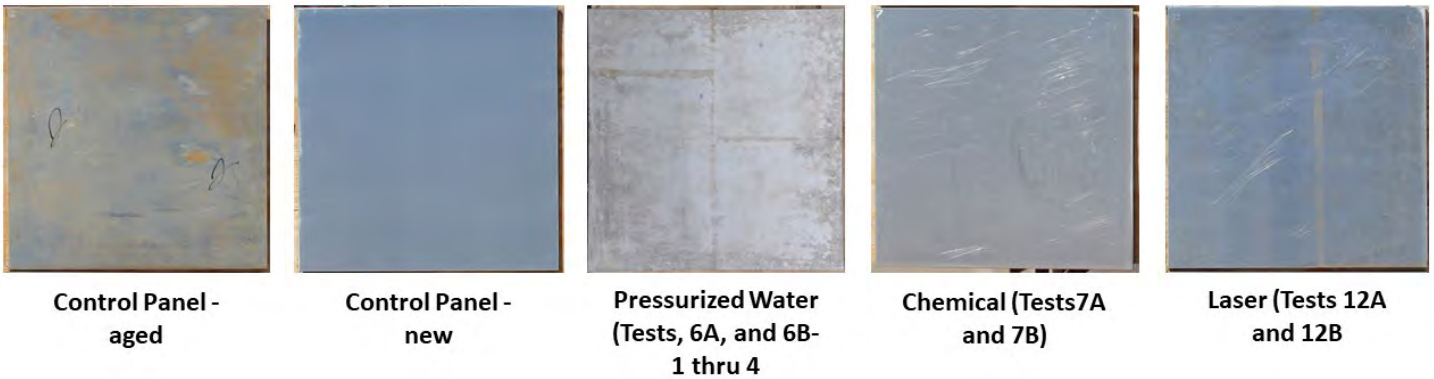 Control Panel -
aged
Control Panel -
new
Pressurized Water
(Tests, 6A, and 6B-
1 thru 4
Chemical (Tests7A
and 7B)
Laser (Tests 12A
and 12B